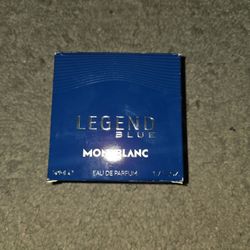 LEGEND
BLUE
MONTBLANC
EAU DE PARFUM